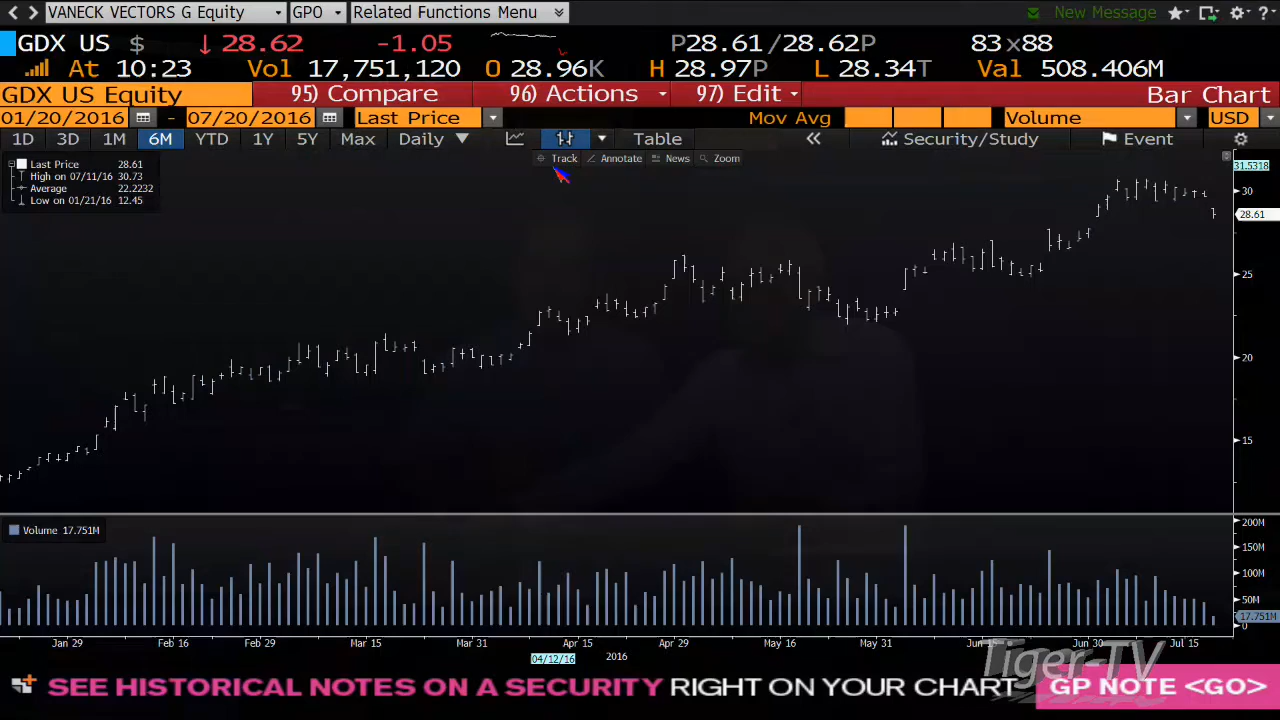 VANECK VECTORS G Equity GPO Related Functions Menu New Message
GDX US $ ↓ 28.62 -1.05 P28.61/28.62P 83x88
At 10:23 Vol 17,751,120 O 28.96K H 28.97P L 28.34T Val 508.406M
GDX US Equity 95) Compare 96) Actions 97) Edit Bar Chart
01/20/2016 - 07/20/2016 Last Price Mov Avg Volume USD
1D 3D 1M 6M YTD 1Y 5Y Max Daily ▼ Table « Security/Study Event
Track Annotate News Zoom
Last Price 28.61
High on 07/11/16 30.73
Average 22.2232
Low on 01/21/16 12.45
31.5318
30
28.61
25
20
15
Volume 17.751M
200M
150M
100M
50M
17.751M
0
Jan 29 Feb 16 Feb 29 Mar 15 Mar 31 Apr 15 Apr 29 May 16 May 31 Jun 15 Jun 30 Jul 15
04/12/16 2016
Tiger-TV
SEE HISTORICAL NOTES ON A SECURITY RIGHT ON YOUR CHART GP NOTE <GO>